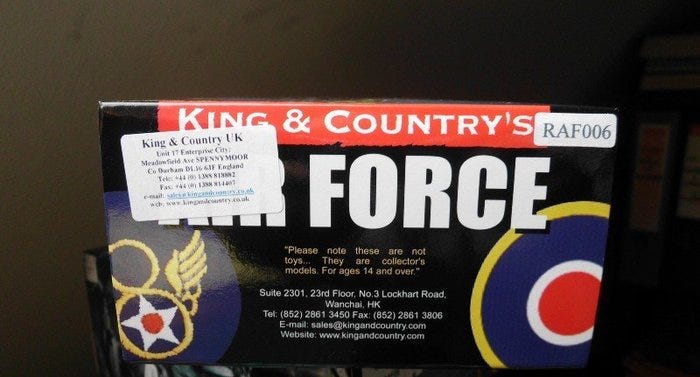 KING & COUNTRY'S
RAF006
King & Country UK
Unit 17 Enterprise City,
Meadowfield Ave SPENNYMOOR
Co Durham DL16 6JF England
Tele: +44 (0) 1388 818882
Fax: +44 (0) 1388 814407
e-mail: sales@kingandcountry.co.uk
web: www.kingandcountry.co.uk
AIR FORCE
"Please note these are not
toys... They are collector's
models. For ages 14 and over."
Suite 2301, 23rd Floor, No.3 Lockhart Road,
Wanchai, HK
Tel: (852) 2861 3450 Fax: (852) 2861 3806
E-mail: sales@kingandcountry.com
Website: www.kingandcountry.com